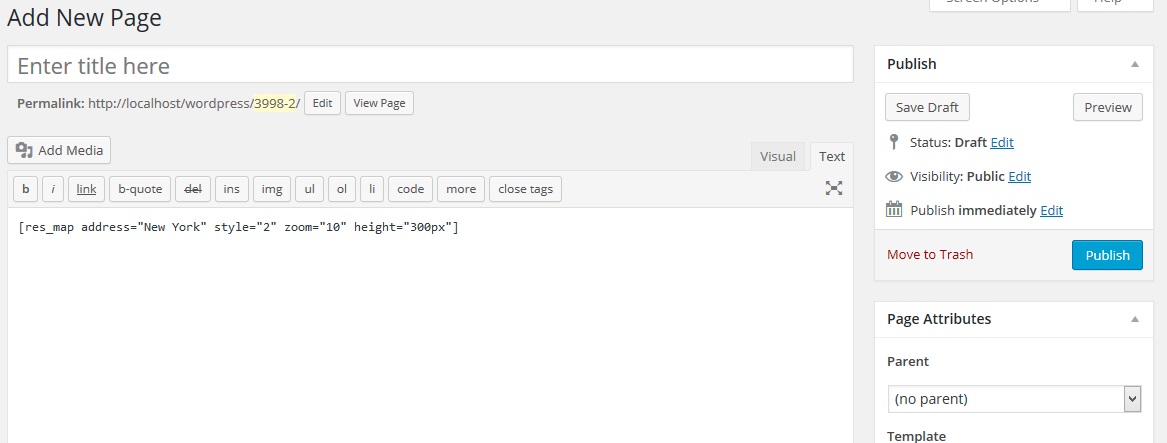 Add New Page
Screen Options
Help
Enter title here
Permalink: http://localhost/wordpress/3998-2/ Edit View Page
Add Media
Visual Text
b i link b-quote del ins img ul ol li code more close tags
[res_map address="New York" style="2" zoom="10" height="300px"]
Publish
Save Draft Preview
Status: Draft Edit
Visibility: Public Edit
Publish immediately Edit
Move to Trash Publish
Page Attributes
Parent
(no parent)
Template